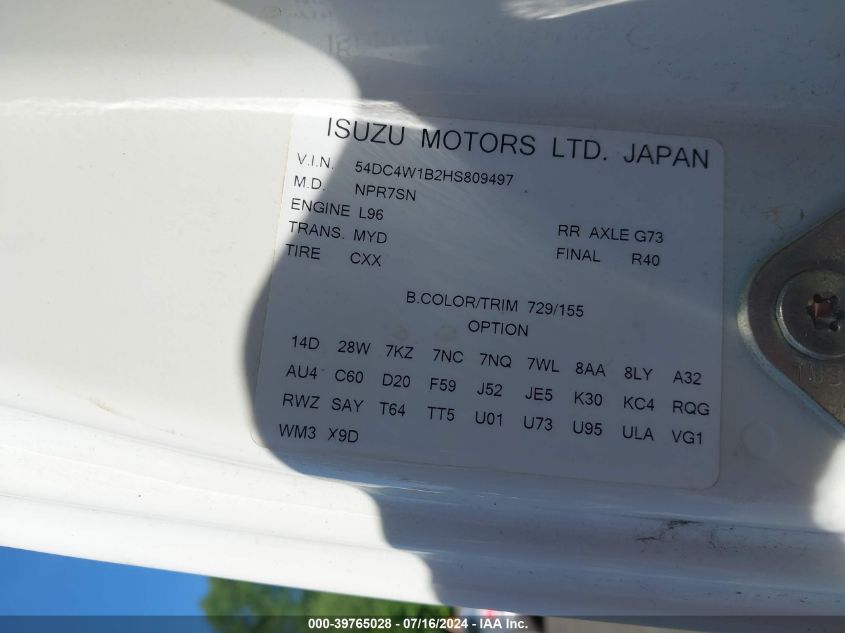 ISUZU MOTORS LTD. JAPAN
V.I.N. 54DC4W1B2HS809497
M.D. NPR7SN
ENGINE L96
TRANS. MYD RR AXLE G73
TIRE CXX FINAL R40
B.COLOR/TRIM 729/155
OPTION
14D 28W 7KZ 7NC 7NQ 7WL 8AA 8LY A32
AU4 C60 D20 F59 J52 JE5 K30 KC4 RQG
RWZ SAY T64 TT5 U01 U73 U95 ULA VG1
WM3 X9D
000-39765028 - 07/16/2024 - IAA Inc.